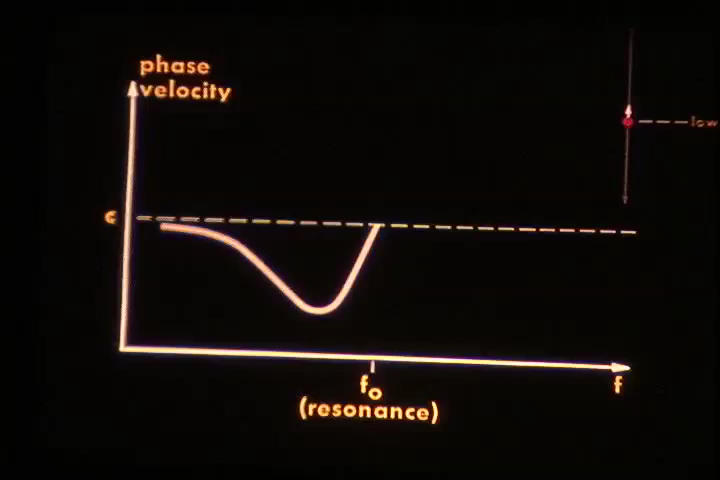 phase
velocity
low
c
f₀
(resonance)
f